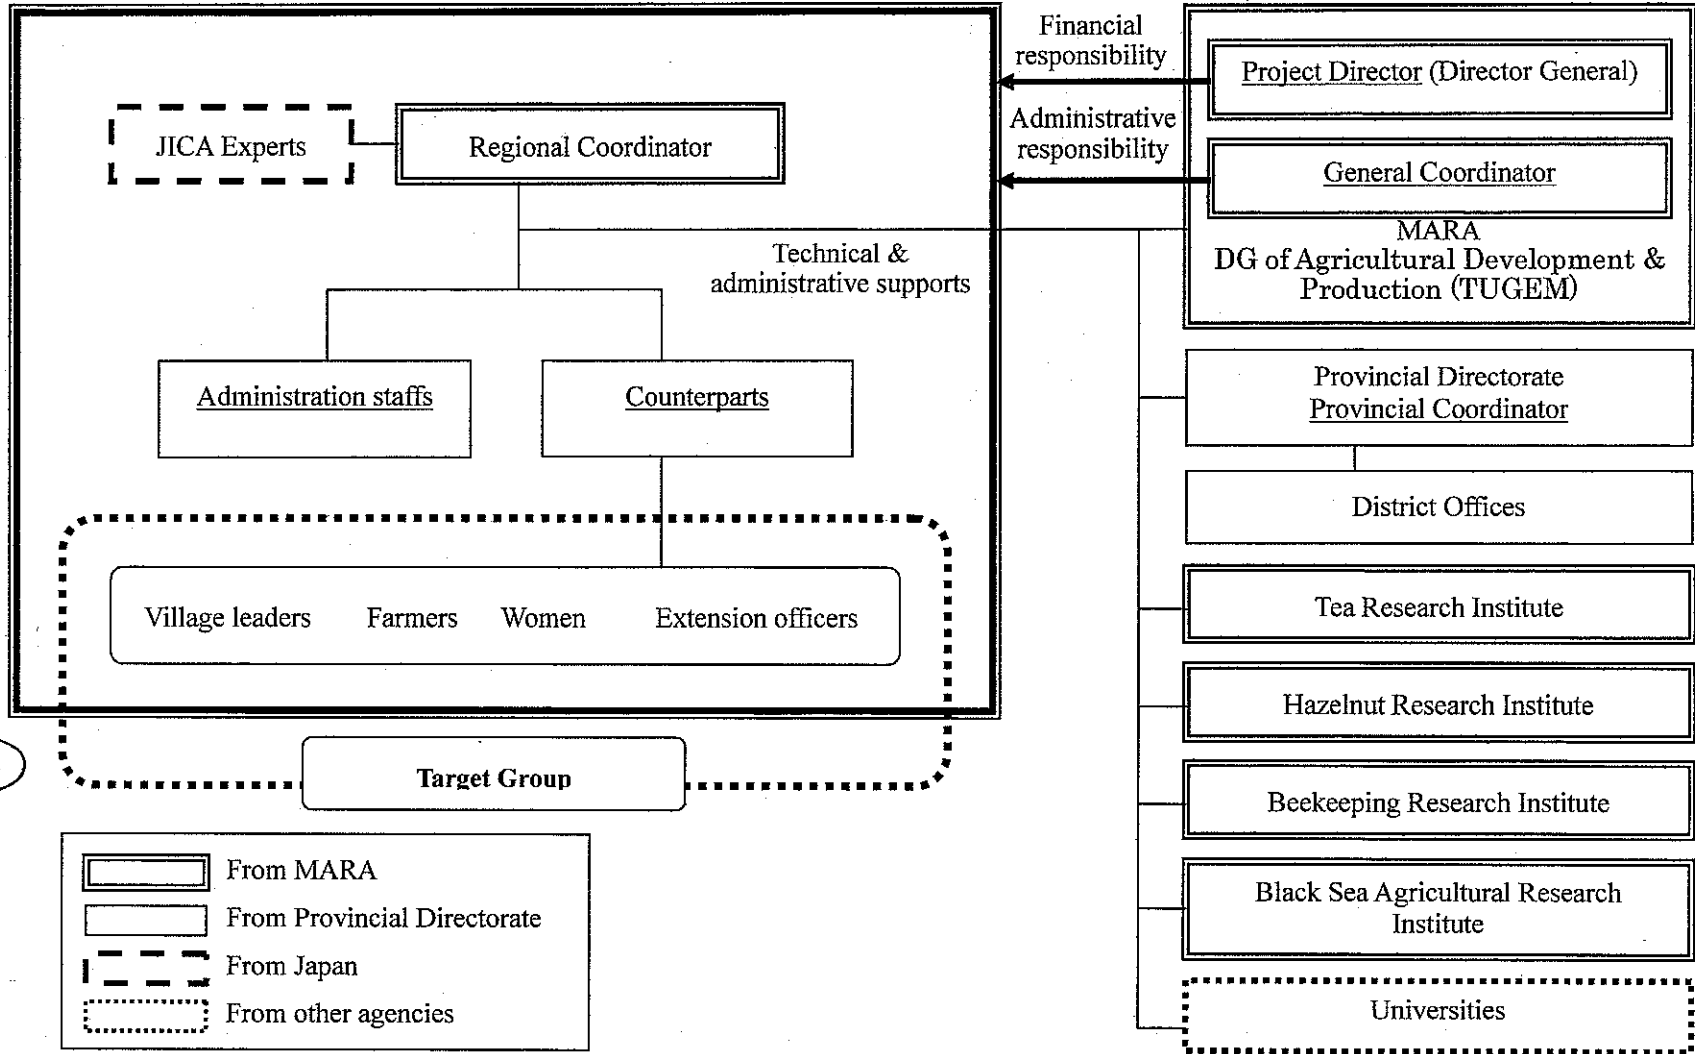 Financial
responsibility
Administrative
responsibility
Project Director (Director General)
General Coordinator
MARA
DG of Agricultural Development &
Production (TUGEM)
JICA Experts
Regional Coordinator
Technical &
administrative supports
Administration staffs
Counterparts
Village leaders Farmers Women Extension officers
Target Group
Provincial Directorate
Provincial Coordinator
District Offices
Tea Research Institute
Hazelnut Research Institute
Beekeeping Research Institute
Black Sea Agricultural Research
Institute
Universities
From MARA
From Provincial Directorate
From Japan
From other agencies